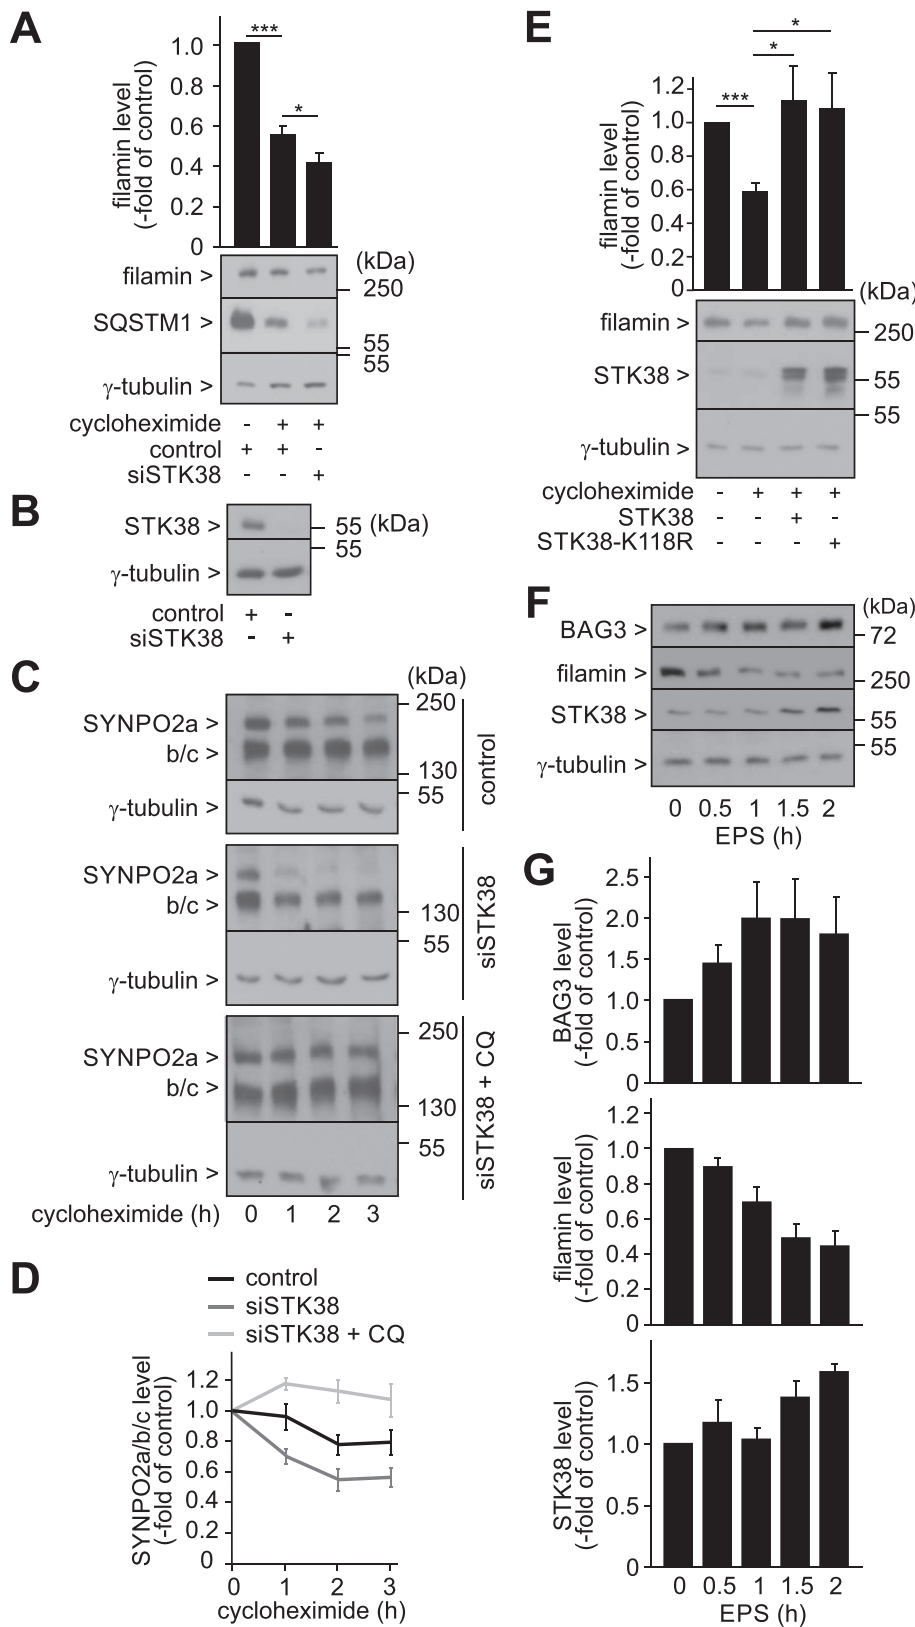 A
filamin level
(-fold of control)
1.0
0.8
0.6
0.4
0.2
0
***
*
filamin >
SQSTM1 >
γ-tubulin >
(kDa)
250
55
55
cycloheximide - + +
control + + -
siSTK38 - - +
B
STK38 >
γ-tubulin >
55 (kDa)
55
control + -
siSTK38 - +
C
(kDa)
SYNPO2a >
b/c >
γ-tubulin >
250
130
55
control
SYNPO2a >
b/c >
γ-tubulin >
130
55
siSTK38
SYNPO2a >
b/c >
γ-tubulin >
250
130
55
siSTK38 + CQ
cycloheximide (h) 0 1 2 3
D
control
siSTK38
siSTK38 + CQ
SYNPO2a/b/c level
(-fold of control)
1.2
1.0
0.8
0.6
0.4
0.2
0
0 1 2 3
cycloheximide (h)
E
filamin level
(-fold of control)
1.2
1.0
0.8
0.6
0.4
0.2
0
***
*
*
(kDa)
filamin >
STK38 >
γ-tubulin >
250
55
55
cycloheximide - + + +
STK38 - - + -
STK38-K118R - - - +
F
(kDa)
BAG3 >
filamin >
STK38 >
γ-tubulin >
72
250
55
55
0 0.5 1 1.5 2
EPS (h)
G
BAG3 level
(-fold of control)
2.5
2.0
1.5
1.0
0.5
0
filamin level
(-fold of control)
1.2
1.0
0.8
0.6
0.4
0.2
0
STK38 level
(-fold of control)
1.5
1.0
0.5
0
0 0.5 1 1.5 2
EPS (h)